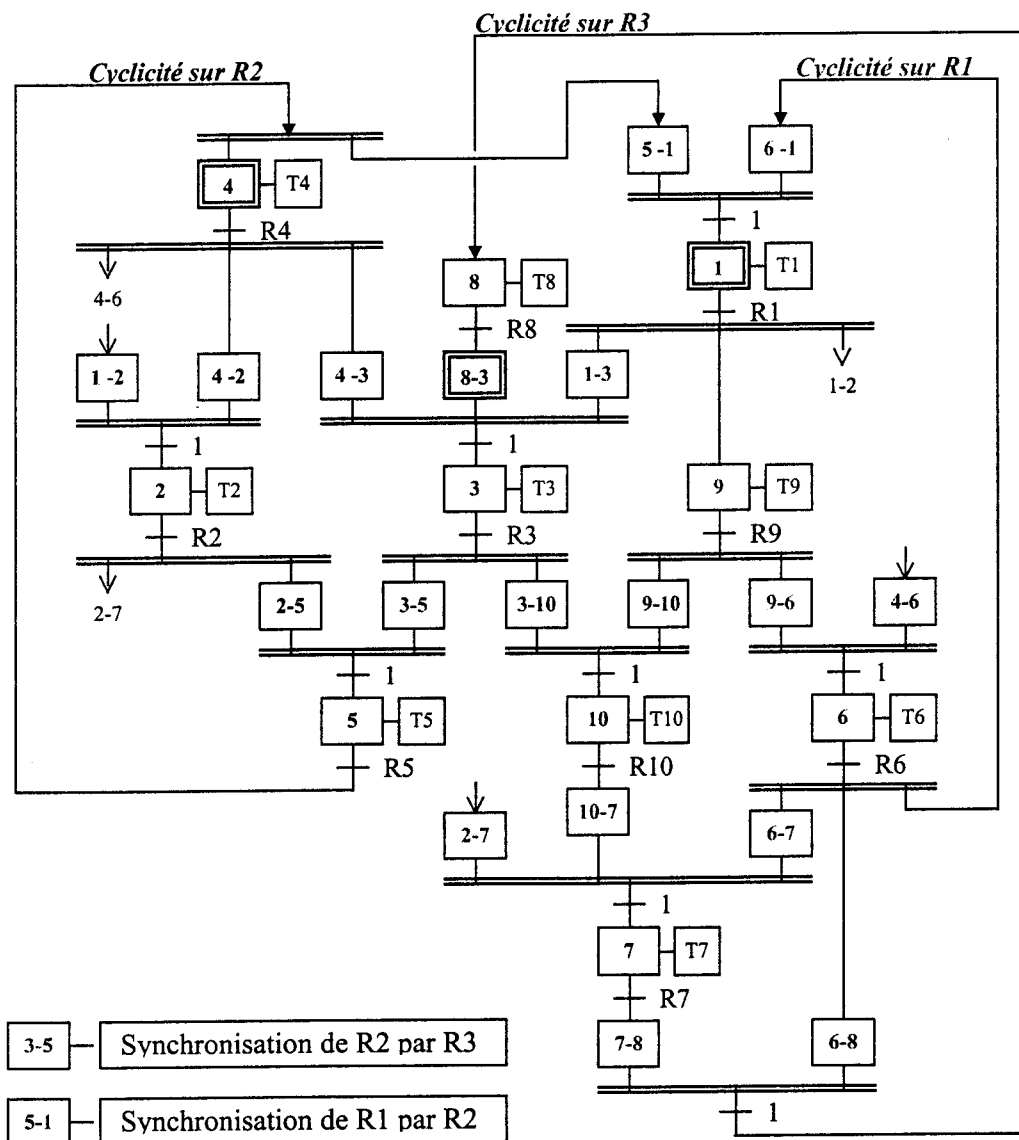 Cyclicité sur R3
Cyclicité sur R2
Cyclicité sur R1
5 -1
6 -1
4
T4
R4
1
4-6
8
T8
1
T1
R8
R1
1 -2
4 -2
4 -3
8-3
1-3
1-2
1
1
2
T2
3
T3
9
T9
R2
R3
R9
2-7
2-5
3-5
3-10
9-10
9-6
4-6
1
1
1
5
T5
10
T10
6
T6
R5
R10
R6
2-7
10-7
6-7
1
7
T7
R7
3-5
Synchronisation de R2 par R3
7-8
6-8
5-1
Synchronisation de R1 par R2
1